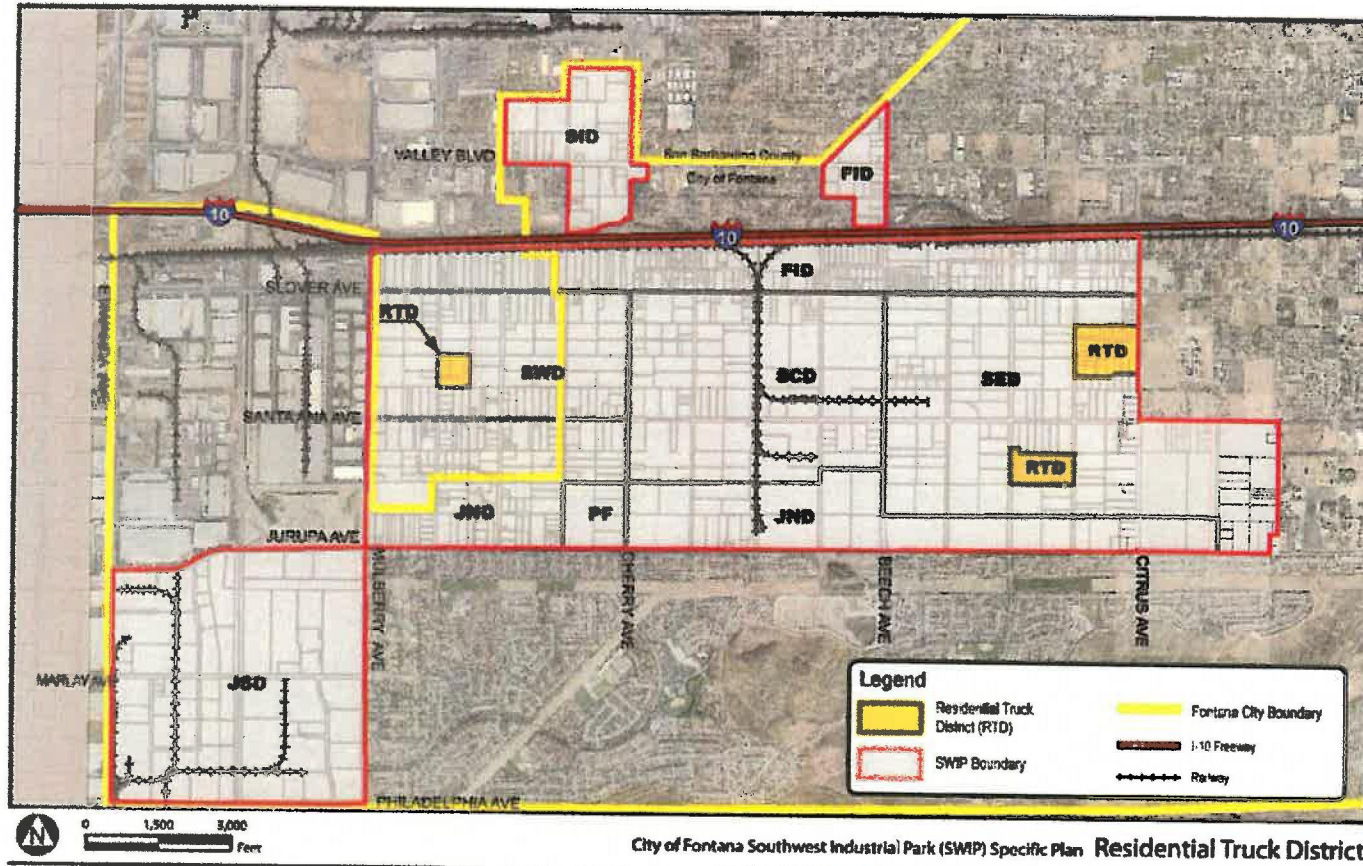 SID
VALLEY BLVD
San Bernardino County
City of Fontana
FID
10
10
10
FID
SLOVER AVE
RTD
ETIWANDA AVE
RTD
SWD
SCD
SED
SANTA ANA AVE
RTD
JND
PF
JND
JURUPA AVE
MULBERRY AVE
CHERRY AVE
BEECH AVE
CITRUS AVE
MARLAY AVE
JSD
PHILADELPHIA AVE
Legend
Residential Truck
District (RTD)
SWIP Boundary
Fontana City Boundary
I-10 Freeway
Railway
N
0 1,500 3,000
Feet
City of Fontana Southwest Industrial Park (SWIP) Specific Plan Residential Truck District